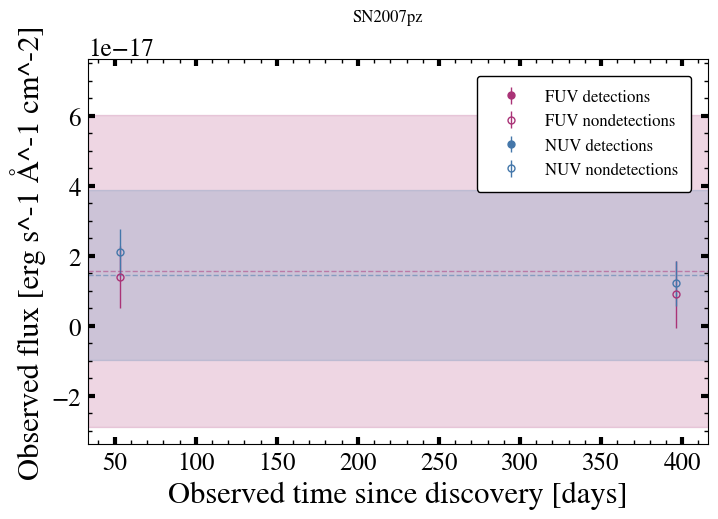 SN2007pz
1e−17
Observed flux [erg s^-1 Å^-1 cm^-2]
6
4
2
0
−2
FUV detections
FUV nondetections
NUV detections
NUV nondetections
50 100 150 200 250 300 350 400
Observed time since discovery [days]